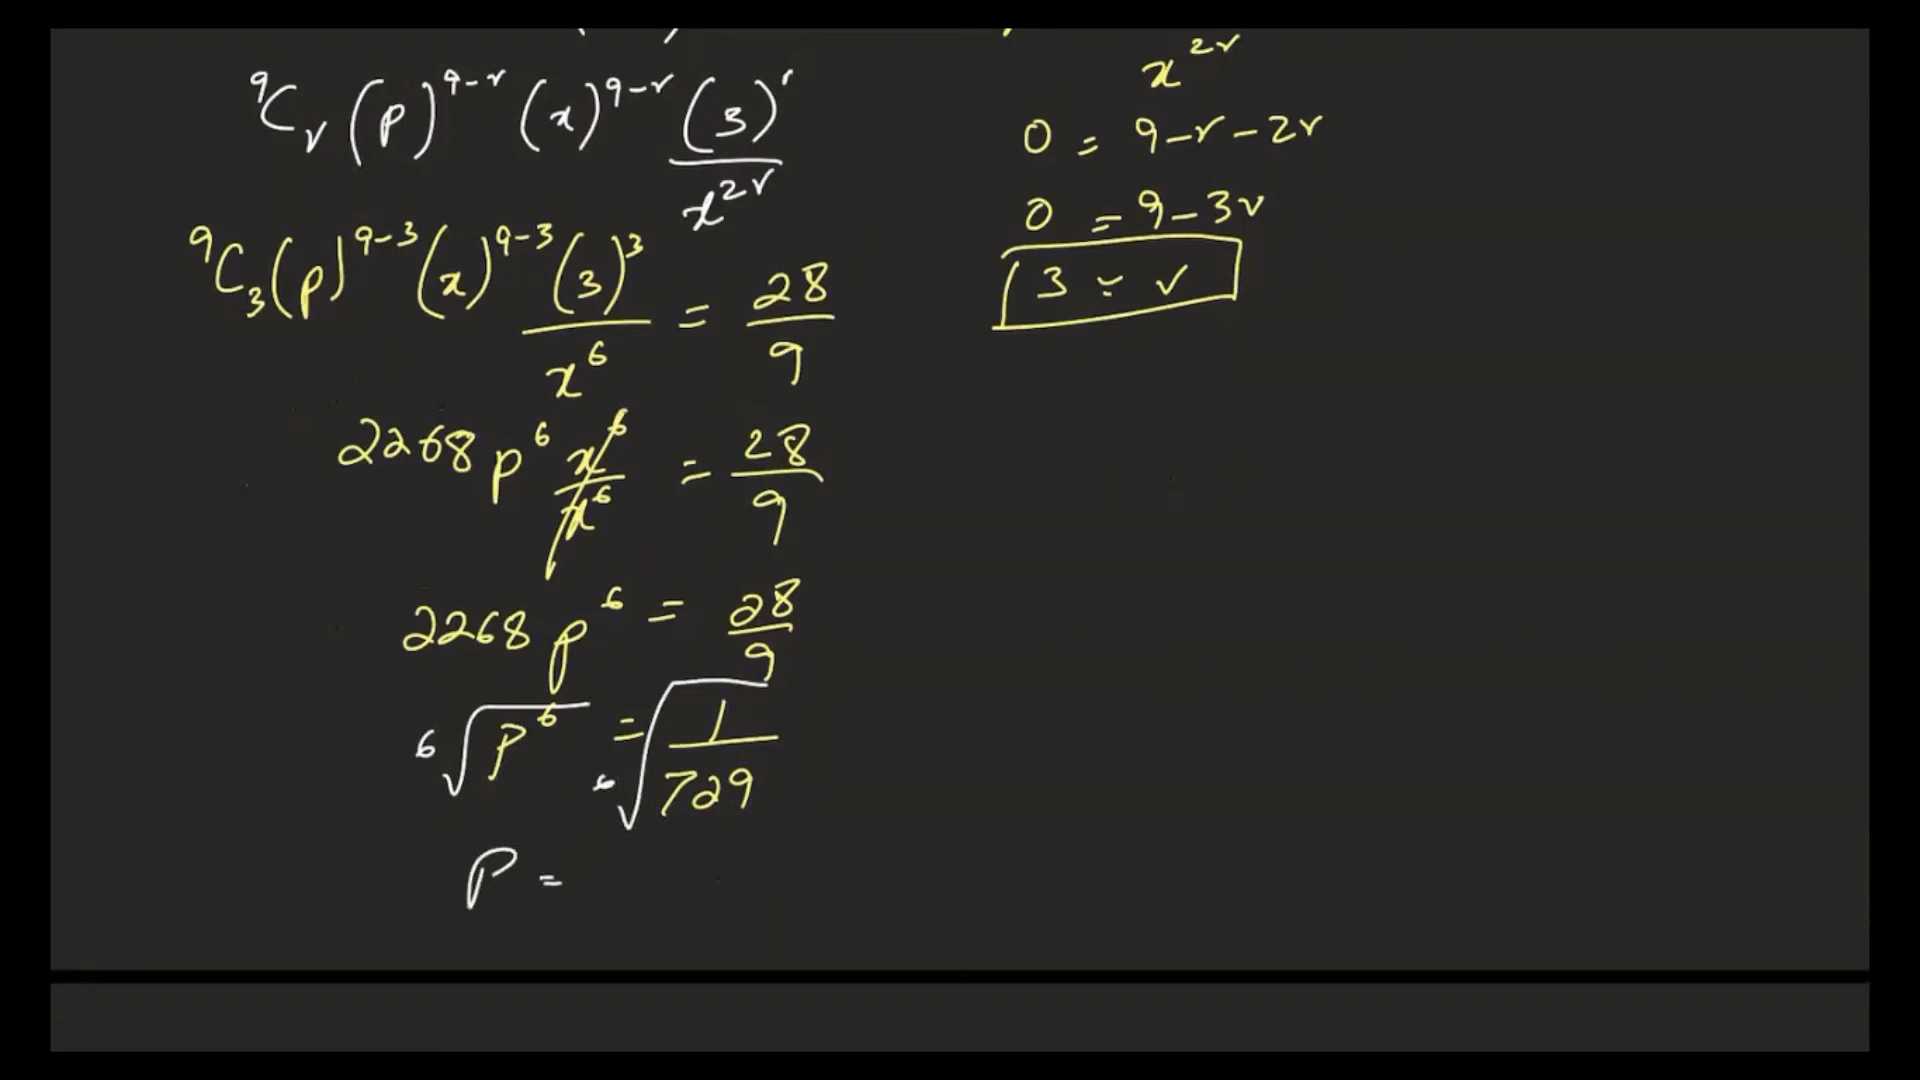 ⁹Cᵣ (p)⁹⁻ʳ (x)⁹⁻ʳ (3)ʳ / x²ʳ
⁹C₃ (p)⁹⁻³ (x)⁹⁻³ (3)³ / x⁶ = 28/9
2268 p⁶ x⁶/x⁶ = 28/9
2268 p⁶ = 28/9
⁶√P⁶ = ⁶√(1/729)
P =
x²ʳ
0 = 9-r-2r
0 = 9-3r
3 = r